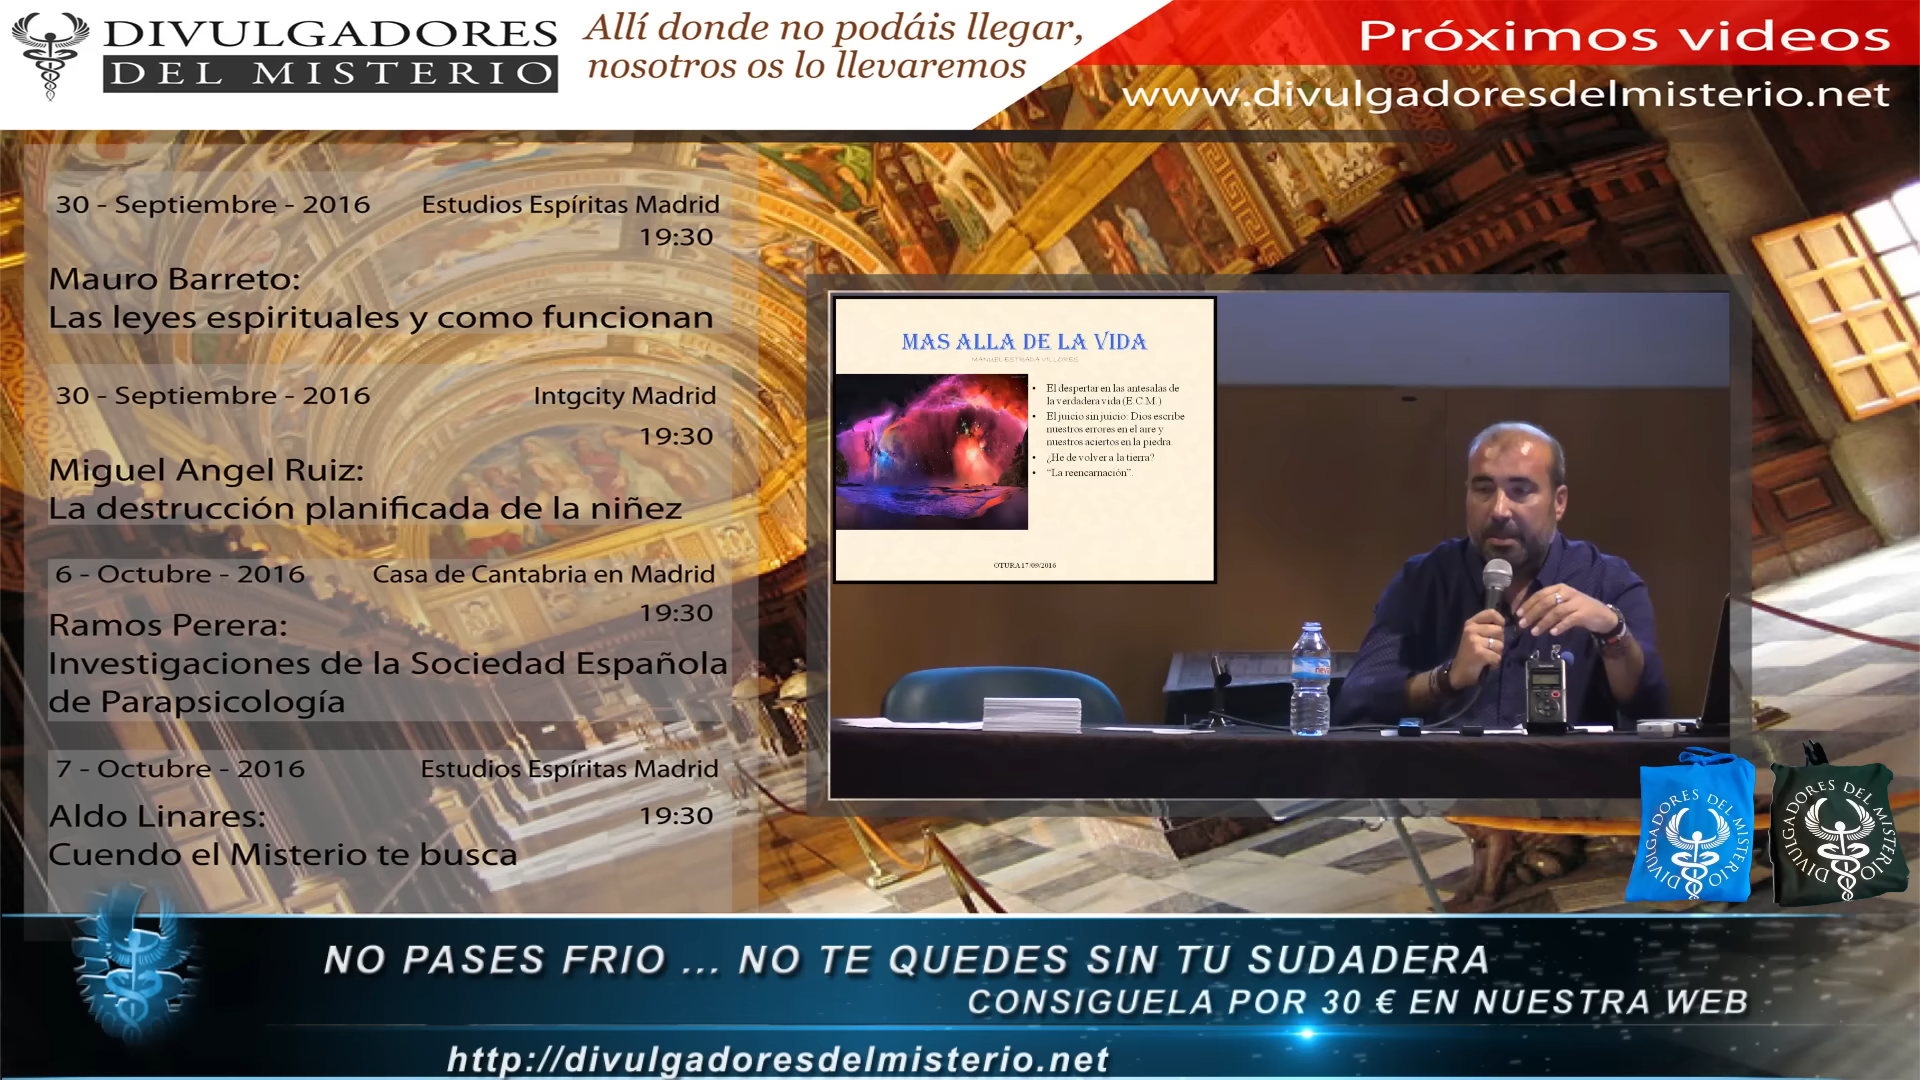 DIVULGADORES
DEL MISTERIO
Allí donde no podáis llegar,
nosotros os lo llevaremos
Próximos videos
www.divulgadoresdelmisterio.net
30 - Septiembre - 2016 Estudios Espíritas Madrid
19:30
Mauro Barreto:
Las leyes espirituales y como funcionan
30 - Septiembre - 2016 Intgcity Madrid
19:30
Miguel Angel Ruiz:
La destrucción planificada de la niñez
6 - Octubre - 2016 Casa de Cantabria en Madrid
19:30
Ramos Perera:
Investigaciones de la Sociedad Española
de Parapsicología
7 - Octubre - 2016 Estudios Espíritas Madrid
19:30
Aldo Linares:
Cuendo el Misterio te busca
MAS ALLA DE LA VIDA
• El despertar en las antesalas de
la verdadera vida (E.C.M.)
• El juicio sin juicio: Dios escribe
nuestros errores en el aire y
nuestros aciertos en la piedra
• ¿He de volver a la tierra?
• "La reencarnación".
OTURA 17/09/2016
DIVULGADORES DEL MISTERIO
DIVULGADORES DEL MISTERIO
NO PASES FRIO ... NO TE QUEDES SIN TU SUDADERA
CONSIGUELA POR 30 € EN NUESTRA WEB
http://divulgadoresdelmisterio.net